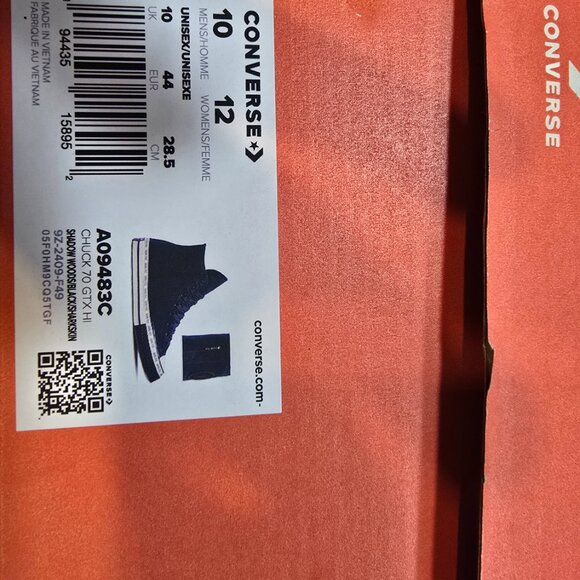 CONVERSE
10 12
MENS/HOMME WOMENS/FEMME
UNISEX/UNISEXE
10 44 28.5
UK EUR CM
94435 15895 2
MADE IN VIETNAM
FABRIQUÉ AU VIETNAM
converse.com
A09483C
CHUCK 70 GTX HI
SHADOW WOODS/BLACK/SHARKSKIN
9Z-2409-F49
05F0HM9CQ5TGF
CONVERSE
CONVERSE